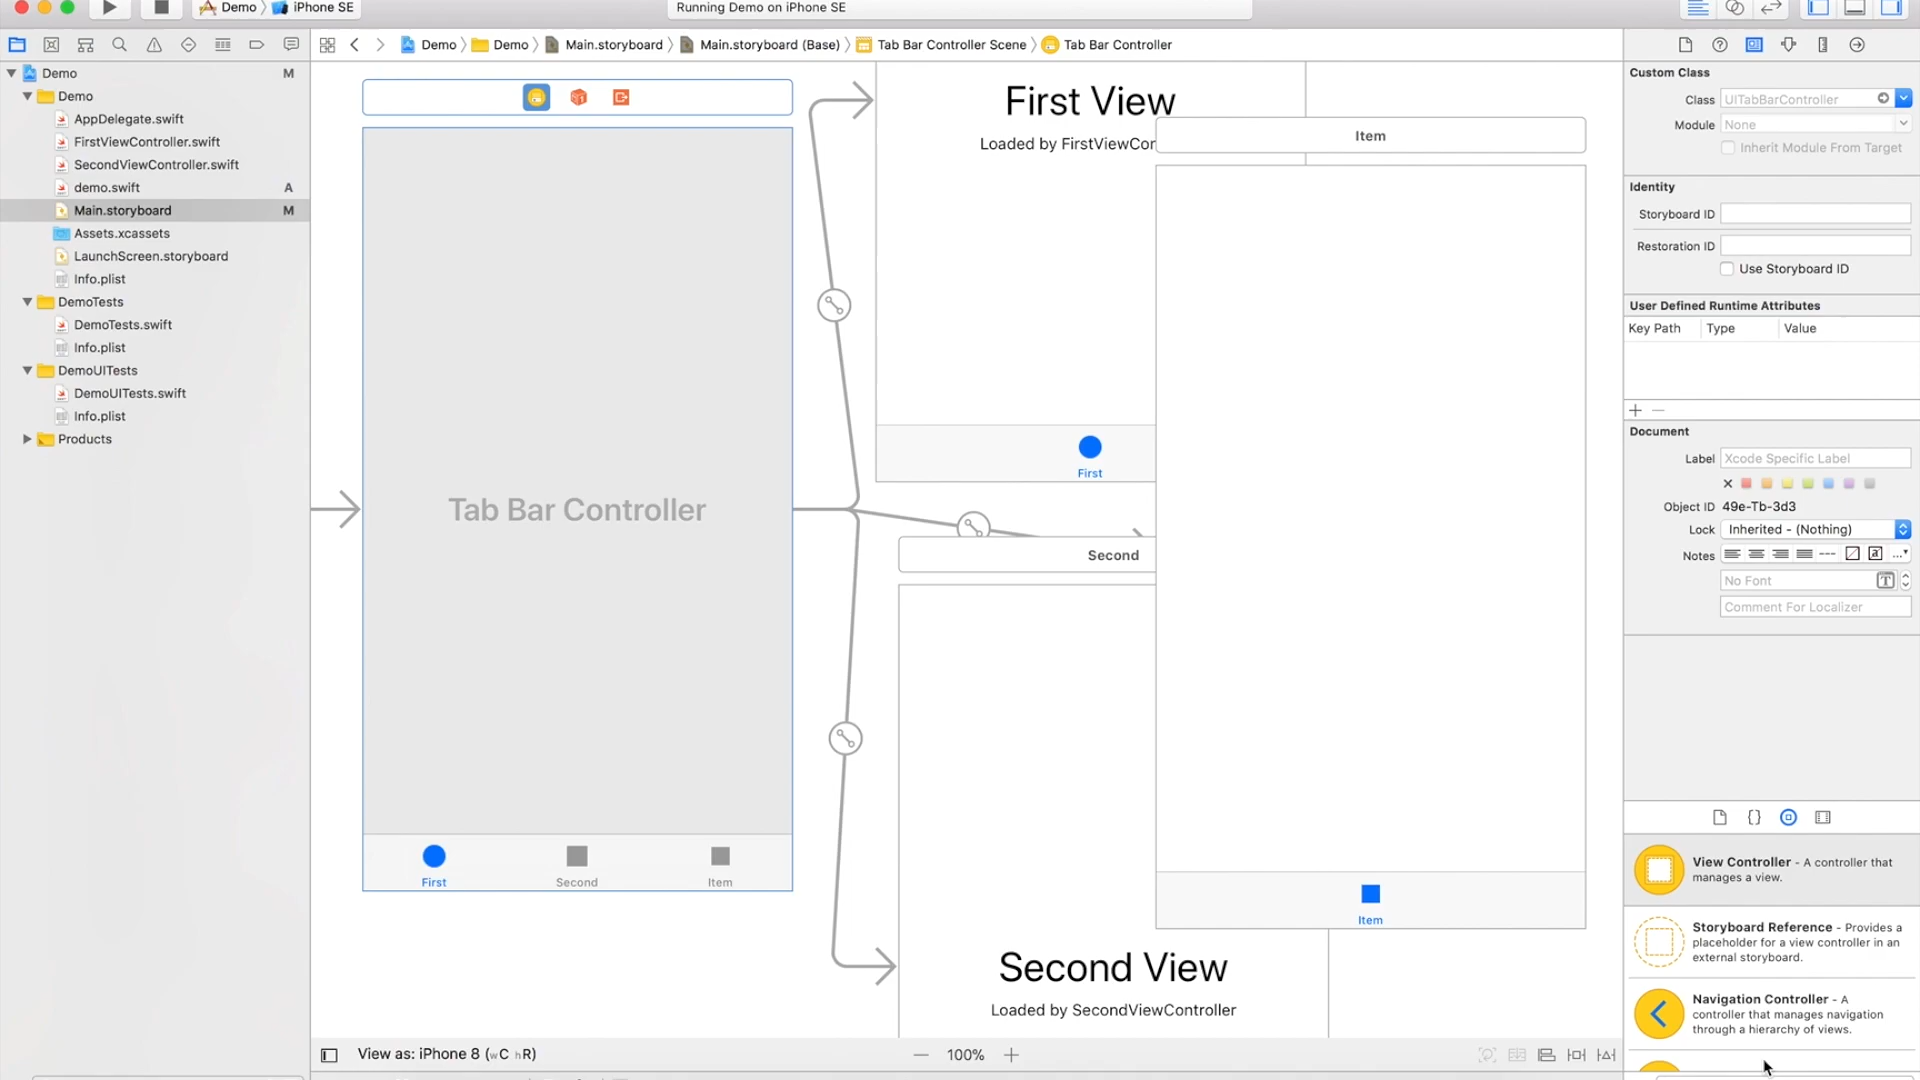 Demo
iPhone SE
Running Demo on iPhone SE
Demo
Demo
Main.storyboard
Main.storyboard (Base)
Tab Bar Controller Scene
Tab Bar Controller
Demo M
Demo
AppDelegate.swift
FirstViewController.swift
SecondViewController.swift
demo.swift A
Main.storyboard M
Assets.xcassets
LaunchScreen.storyboard
Info.plist
DemoTests
DemoTests.swift
Info.plist
DemoUITests
DemoUITests.swift
Info.plist
Products
Tab Bar Controller
First
Second
Item
First View
Loaded by FirstViewCor
First
Item
Item
Second
Second View
Loaded by SecondViewController
View as: iPhone 8 (wC hR)
100%
Custom Class
Class UITabBarController
Module None
Inherit Module From Target
Identity
Storyboard ID
Restoration ID
Use Storyboard ID
User Defined Runtime Attributes
Key Path Type Value
Document
Label Xcode Specific Label
Object ID 49e-Tb-3d3
Lock Inherited - (Nothing)
Notes
No Font
Comment For Localizer
View Controller - A controller that
manages a view.
Storyboard Reference - Provides a
placeholder for a view controller in an
external storyboard.
Navigation Controller - A
controller that manages navigation
through a hierarchy of views.